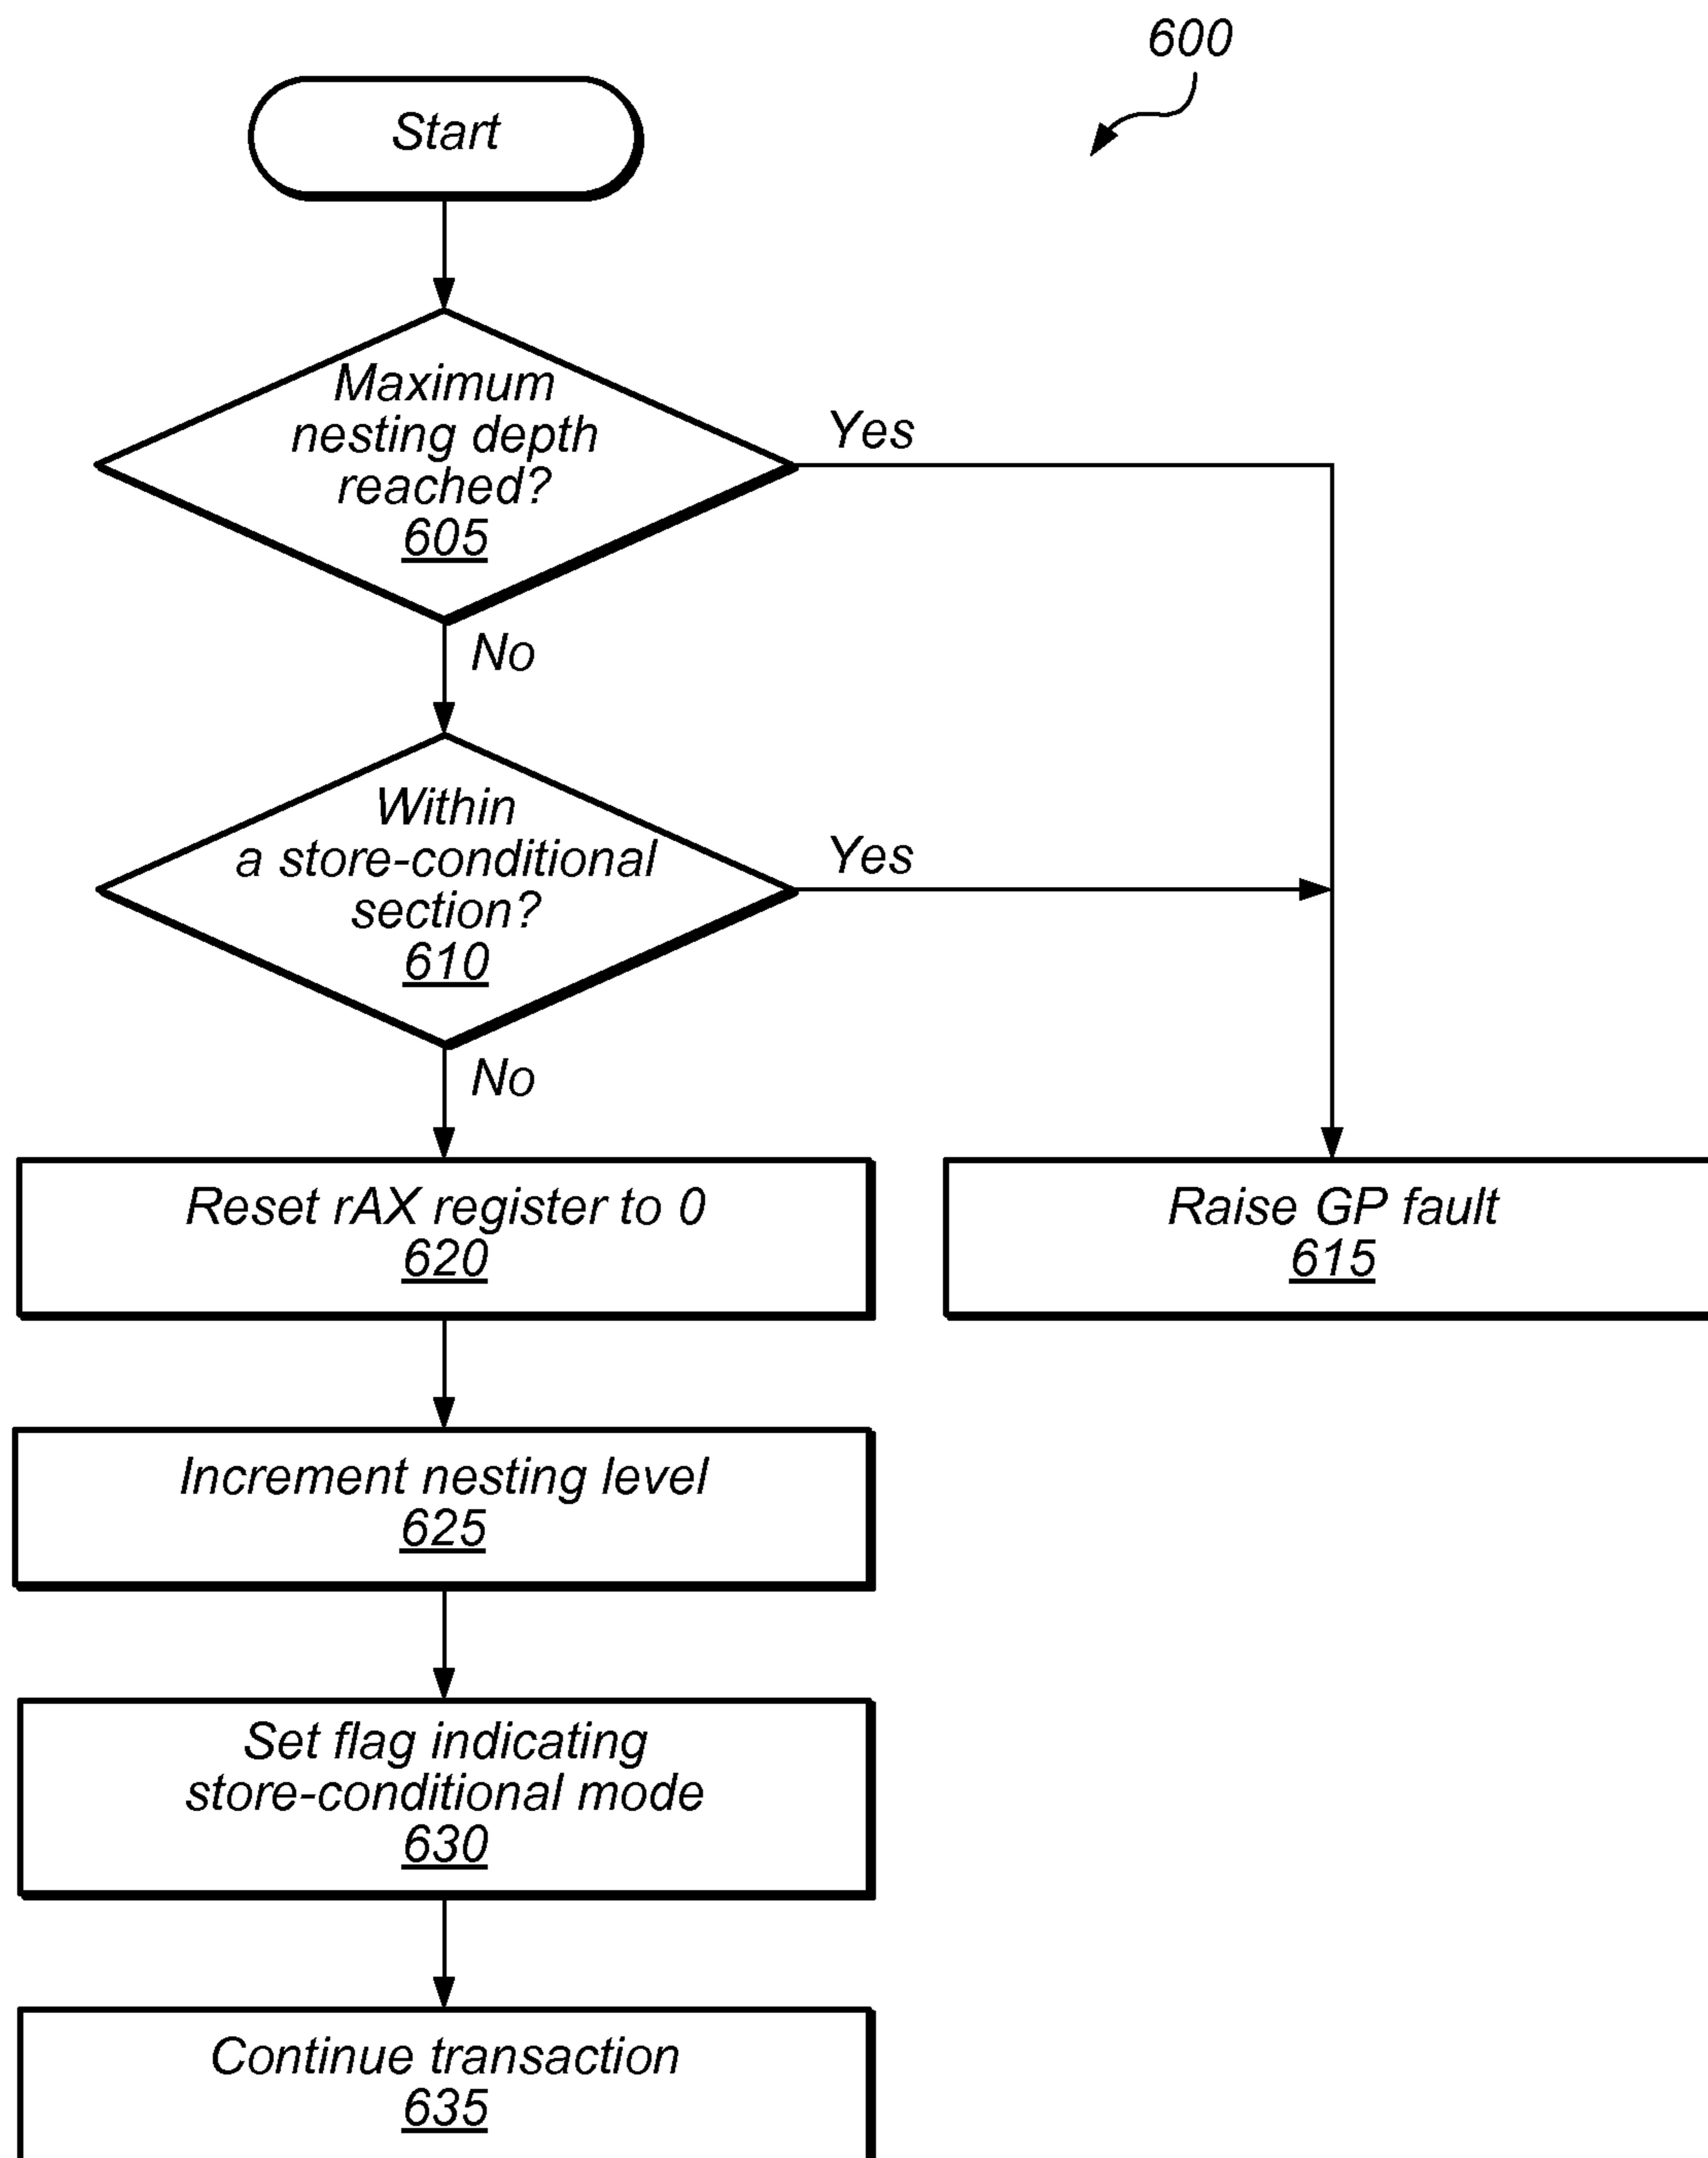 600
Start
Maximum
nesting depth
reached?
605
Yes
No
Within
a store-conditional
section?
610
Yes
No
Reset rAX register to 0
620
Raise GP fault
615
Increment nesting level
625
Set flag indicating
store-conditional mode
630
Continue transaction
635